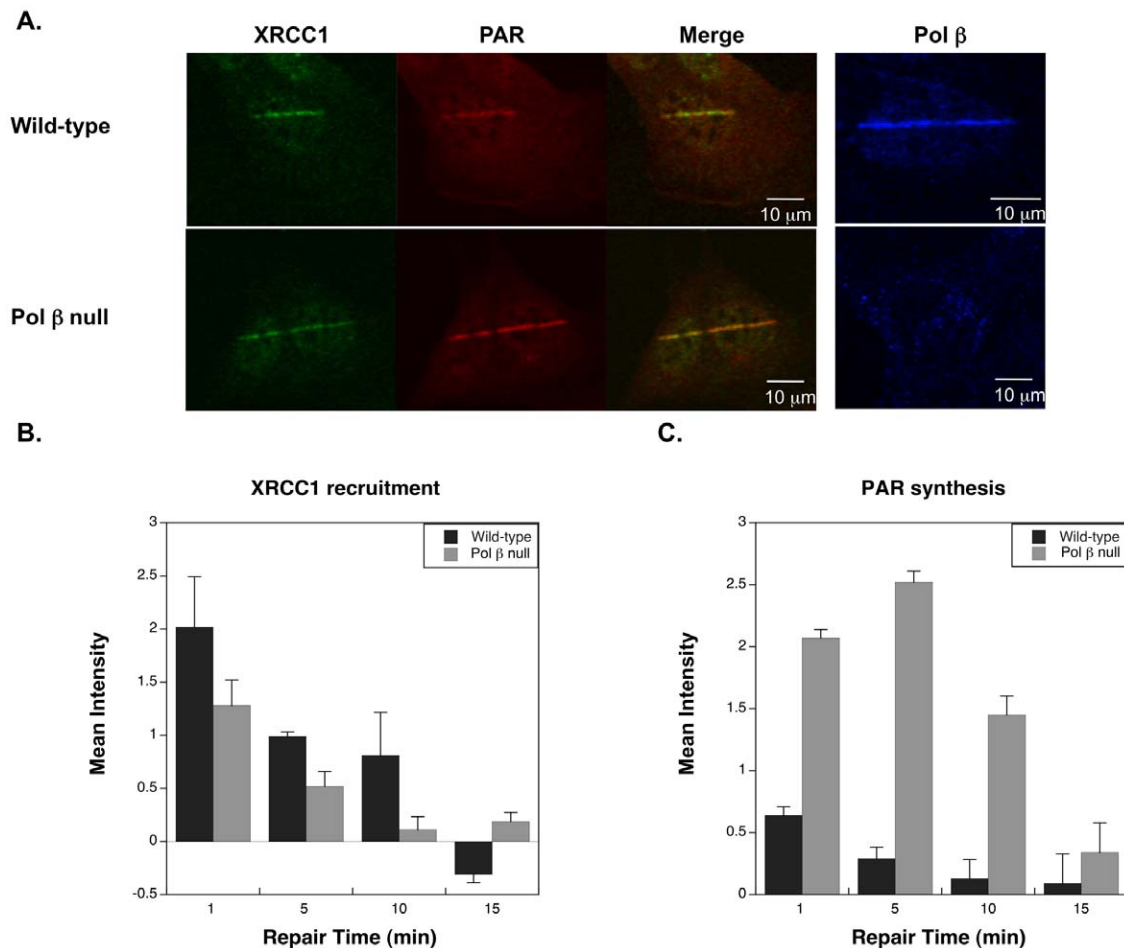 A.
XRCC1 PAR Merge Pol β
Wild-type
10 μm 10 μm
Pol β null
10 μm 10 μm
B.
XRCC1 recruitment
Wild-type
Pol β null
Mean Intensity
3
2.5
2
1.5
1
0.5
0
-0.5
1 5 10 15
Repair Time (min)
C.
PAR synthesis
Wild-type
Pol β null
Mean Intensity
3
2.5
2
1.5
1
0.5
0
1 5 10 15
Repair Time (min)